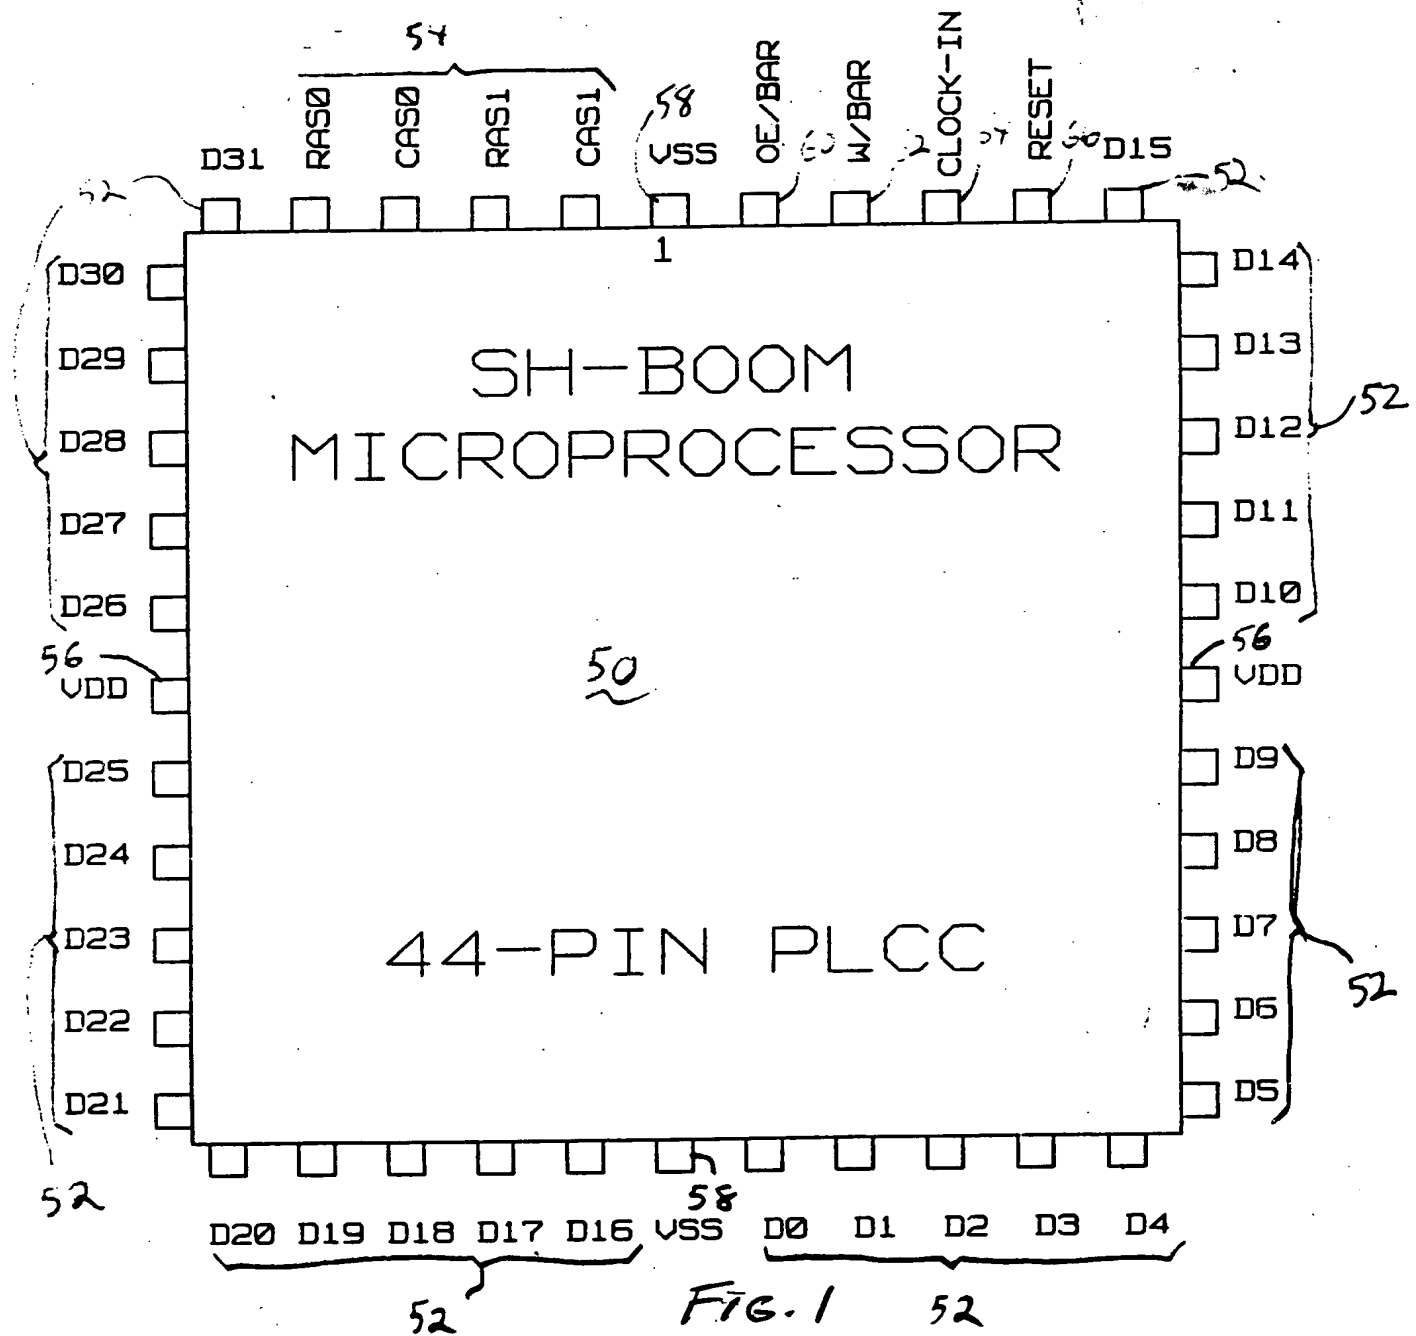 54
RAS0
CAS0
RAS1
CAS1
58
OE/BAR
W/BAR
CLOCK-IN
RESET
D31
VSS
D15
52
52
1
D30
D14
D29
D13
SH-BOOM
D28
D12
52
MICROPROCESSOR
D27
D11
D26
D10
56
56
VDD
50
VDD
D25
D9
D24
D8
D23
44-PIN PLCC
D7
52
D22
D6
D21
D5
52
58
D20 D19 D18 D17 D16 VSS D0 D1 D2 D3 D4
52
FIG. 1
52